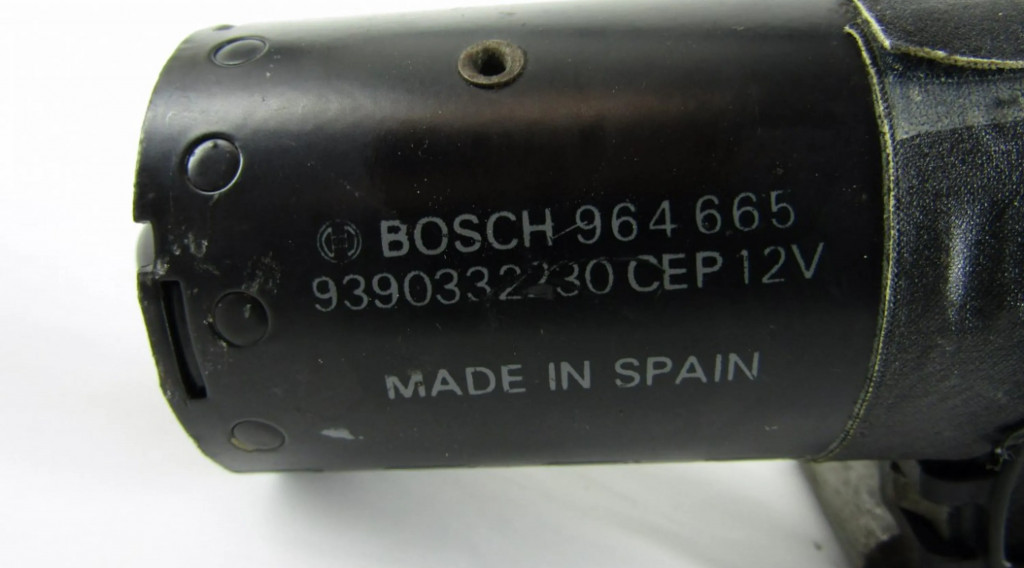 BOSCH 964 665
9390332230 CEP 12V
MADE IN SPAIN